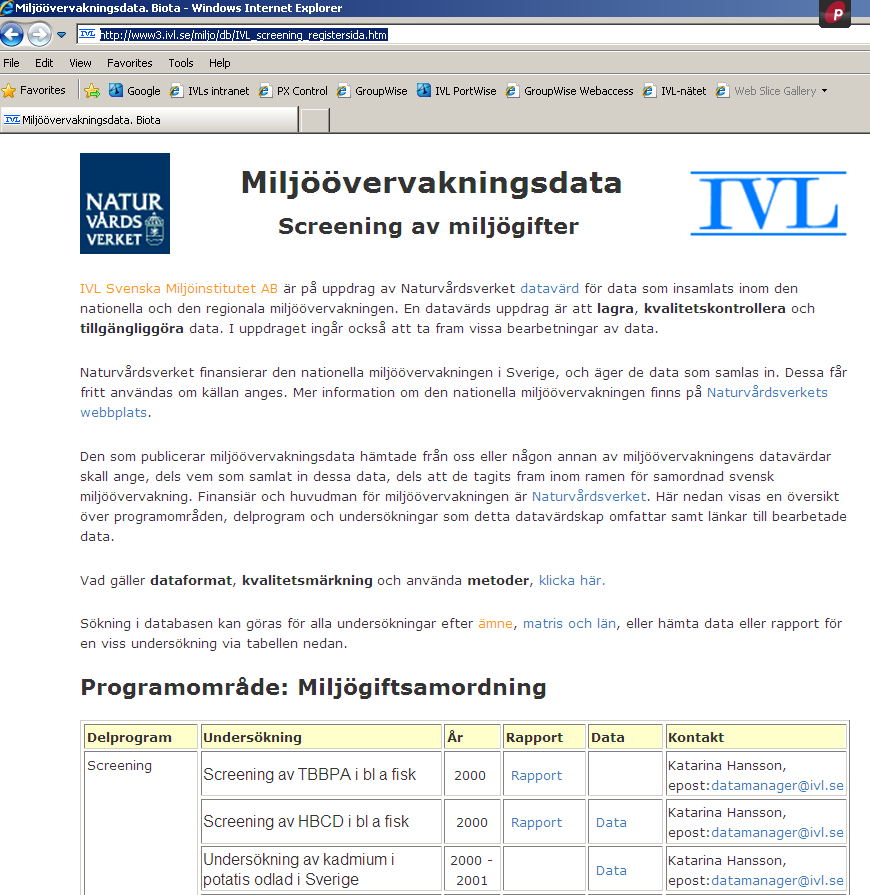 Miljöövervakningsdata. Biota - Windows Internet Explorer
http://www3.ivl.se/miljo/db/IVL_screening_registersida.htm
File Edit View Favorites Tools Help
Favorites Google IVLs intranet PX Control GroupWise IVL PortWise GroupWise Webaccess IVL-nätet Web Slice Gallery
IVL Miljöövervakningsdata. Biota
NATUR
VÅRDS
VERKET
Miljöövervakningsdata
Screening av miljögifter
IVL
IVL Svenska Miljöinstitutet AB är på uppdrag av Naturvårdsverket datavärd för data som insamlats inom den
nationella och den regionala miljöövervakningen. En datavärds uppdrag är att lagra, kvalitetskontrollera och
tillgängliggöra data. I uppdraget ingår också att ta fram vissa bearbetningar av data.
Naturvårdsverket finansierar den nationella miljöövervakningen i Sverige, och äger de data som samlas in. Dessa får
fritt användas om källan anges. Mer information om den nationella miljöövervakningen finns på Naturvårdsverkets
webbplats.
Den som publicerar miljöövervakningsdata hämtade från oss eller någon annan av miljöövervakningens datavärdar
skall ange, dels vem som samlat in dessa data, dels att de tagits fram inom ramen för samordnad svensk
miljöövervakning. Finansiär och huvudman för miljöövervakningen är Naturvårdsverket. Här nedan visas en översikt
över programområden, delprogram och undersökningar som detta datavärdskap omfattar samt länkar till bearbetade
data.
Vad gäller dataformat, kvalitetsmärkning och använda metoder, klicka här.
Sökning i databasen kan göras för alla undersökningar efter ämne, matris och län, eller hämta data eller rapport för
en viss undersökning via tabellen nedan.
Programområde: Miljögiftsamordning
Delprogram Undersökning År Rapport Data Kontakt
Screening Screening av TBBPA i bl a fisk 2000 Rapport Katarina Hansson,
epost:datamanager@ivl.se
Screening av HBCD i bl a fisk 2000 Rapport Data Katarina Hansson,
epost:datamanager@ivl.se
Undersökning av kadmium i 2000 - Data Katarina Hansson,
potatis odlad i Sverige 2001 epost:datamanager@ivl.se